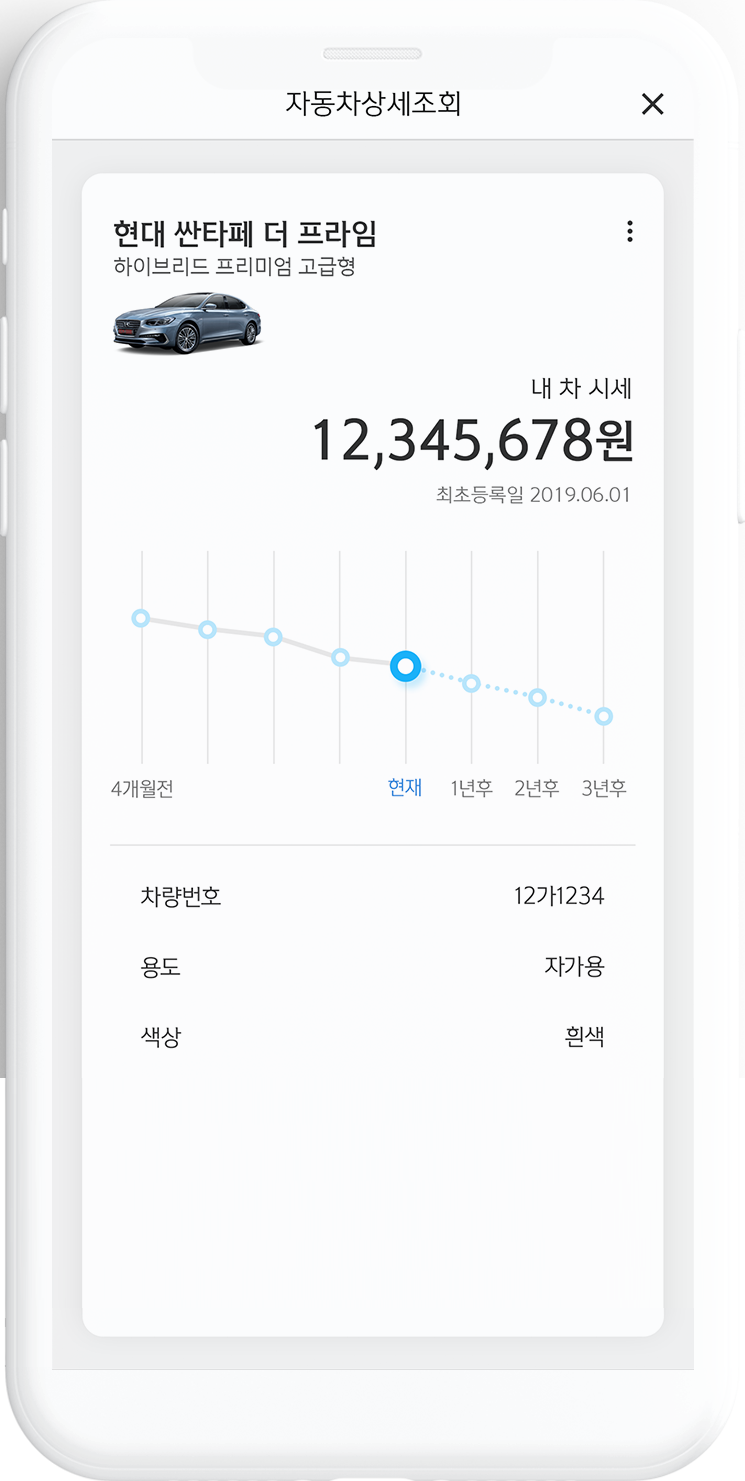 자동차상세조회
현대 싼타페 더 프라임
하이브리드 프리미엄 고급형
내 차 시세
12,345,678원
최초등록일 2019.06.01
4개월전 현재 1년후 2년후 3년후
차량번호 12가1234
용도 자가용
색상 흰색